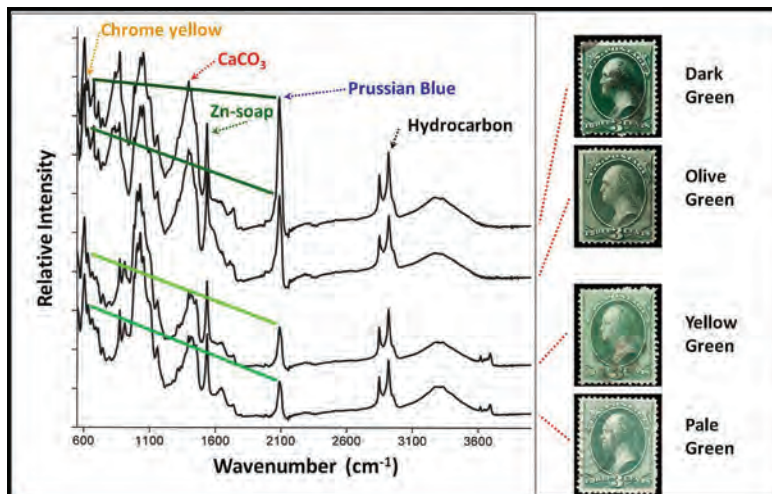 Chrome yellow
CaCO₃
Prussian Blue
Zn-soap
Hydrocarbon
Relative Intensity
600 1100 1600 2100 2600 3100 3600
Wavenumber (cm⁻¹)
Dark
Green
Olive
Green
Yellow
Green
Pale
Green